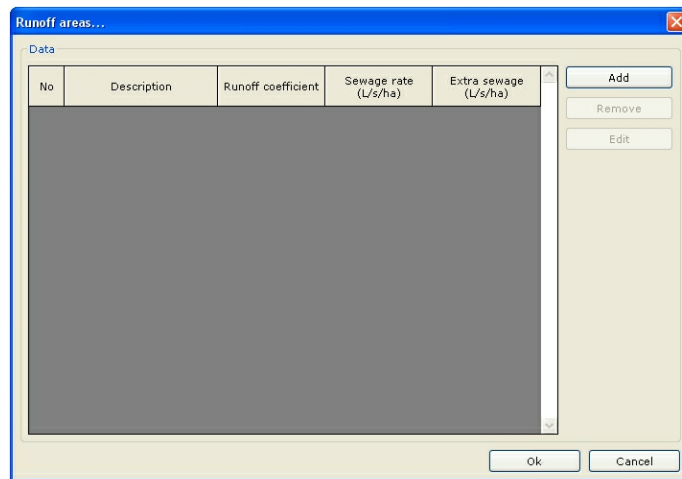 Runoff areas...
Data
No Description Runoff coefficient Sewage rate (L/s/ha) Extra sewage (L/s/ha)
Add
Remove
Edit
Ok Cancel